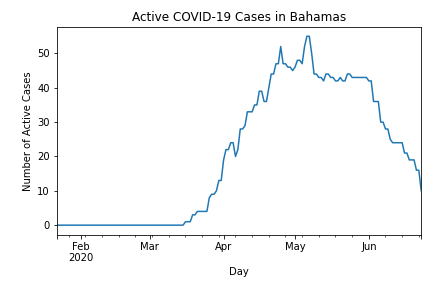 Active COVID-19 Cases in Bahamas
Number of Active Cases
50
40
30
20
10
0
Feb
2020
Mar
Apr
May
Jun
Day